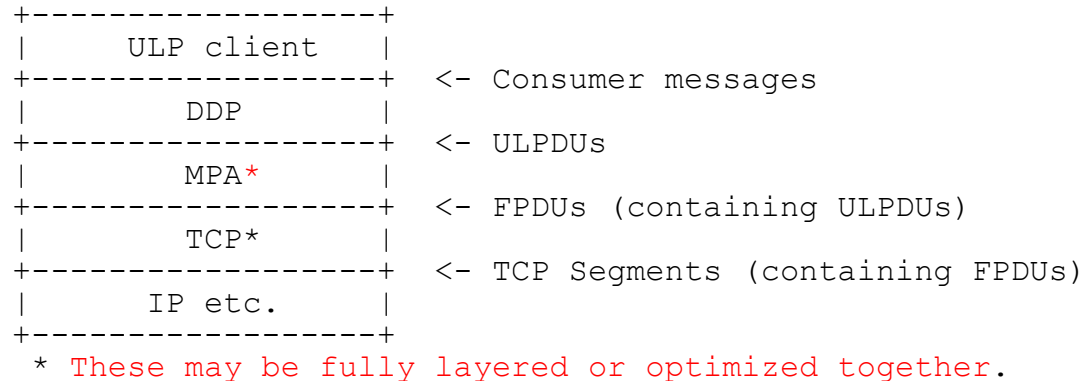 +------------------+
|     ULP client   |
+------------------+  <- Consumer messages
|        DDP       |
+------------------+  <- ULPDUs
|        MPA*      |
+------------------+  <- FPDUs (containing ULPDUs)
|        TCP*      |
+------------------+  <- TCP Segments (containing FPDUs)
|      IP etc.     |
+------------------+
 * These may be fully layered or optimized together.